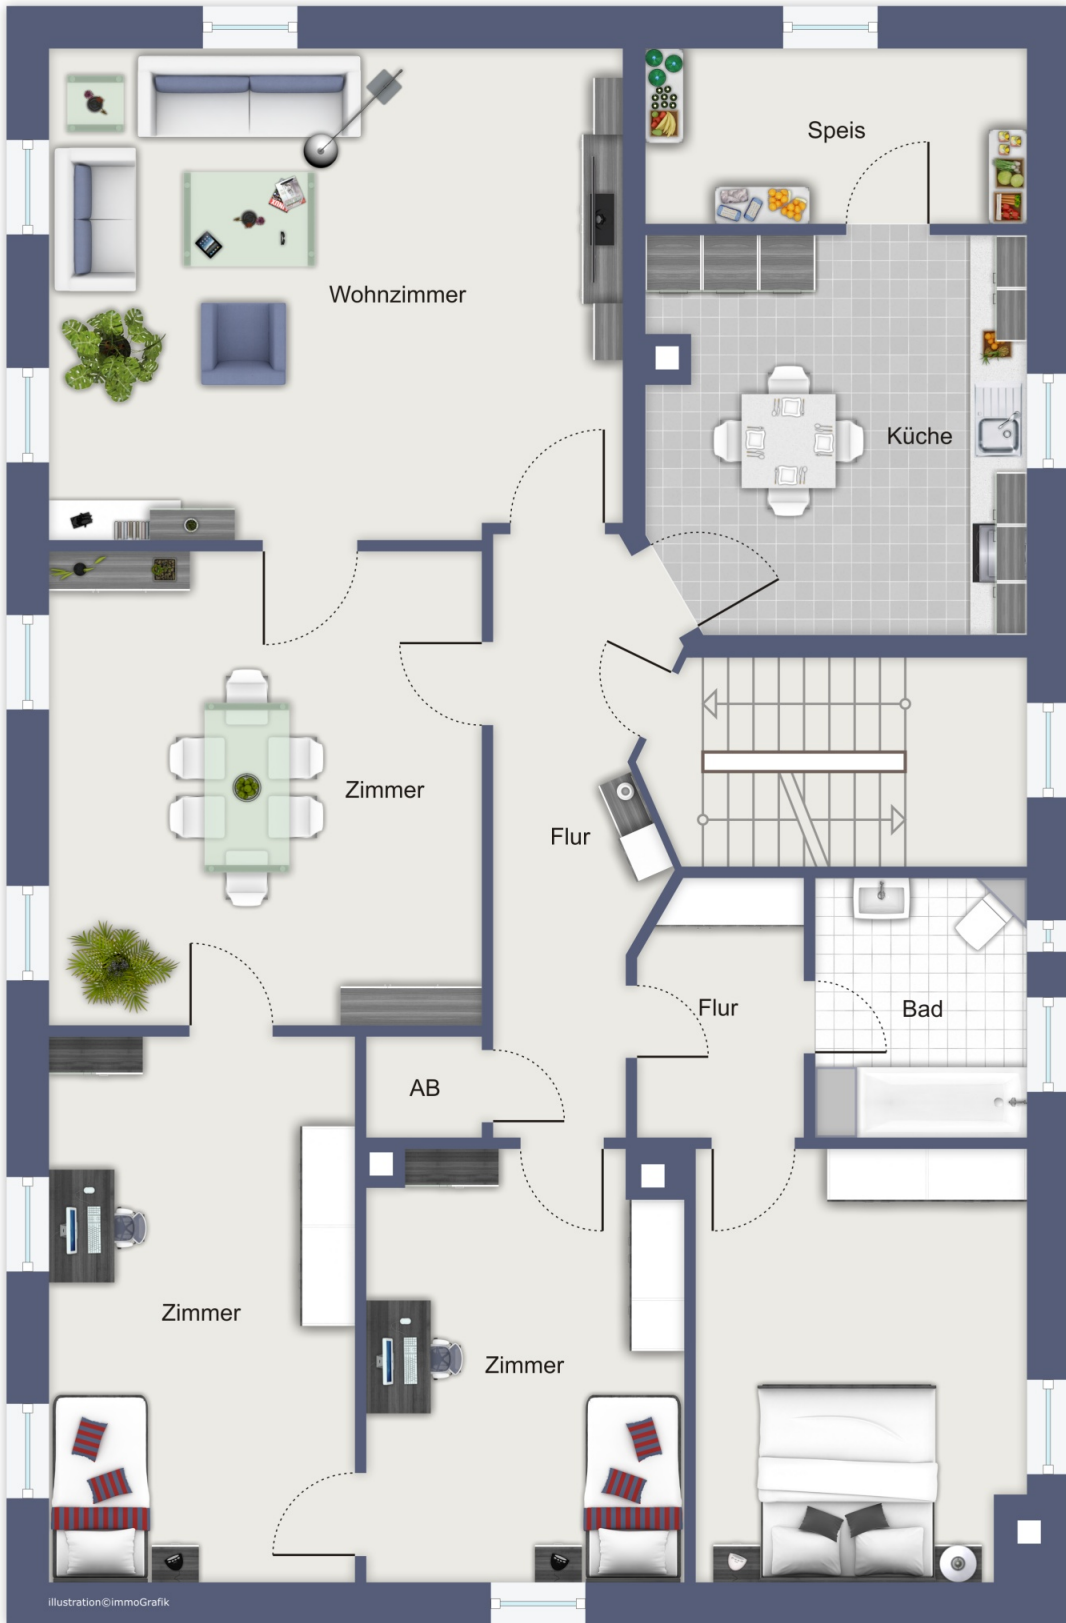 Speis
Wohnzimmer
Küche
Zimmer
Flur
Flur
Bad
AB
Zimmer
Zimmer
illustration©immoGrafik